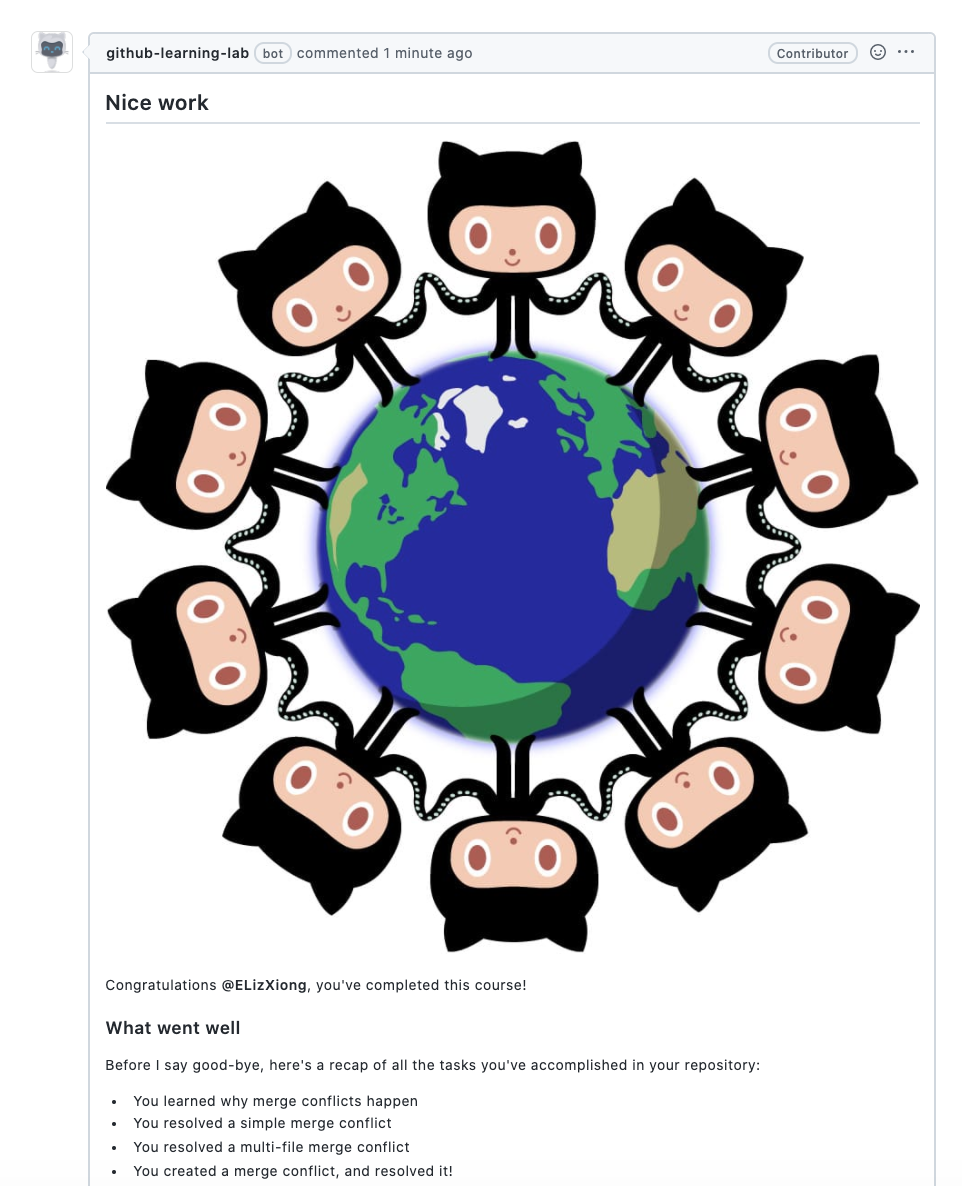 github-learning-lab bot commented 1 minute ago Contributor
Nice work
Congratulations @ELizXiong, you've completed this course!
What went well
Before I say good-bye, here's a recap of all the tasks you've accomplished in your repository:
• You learned why merge conflicts happen
• You resolved a simple merge conflict
• You resolved a multi-file merge conflict
• You created a merge conflict, and resolved it!